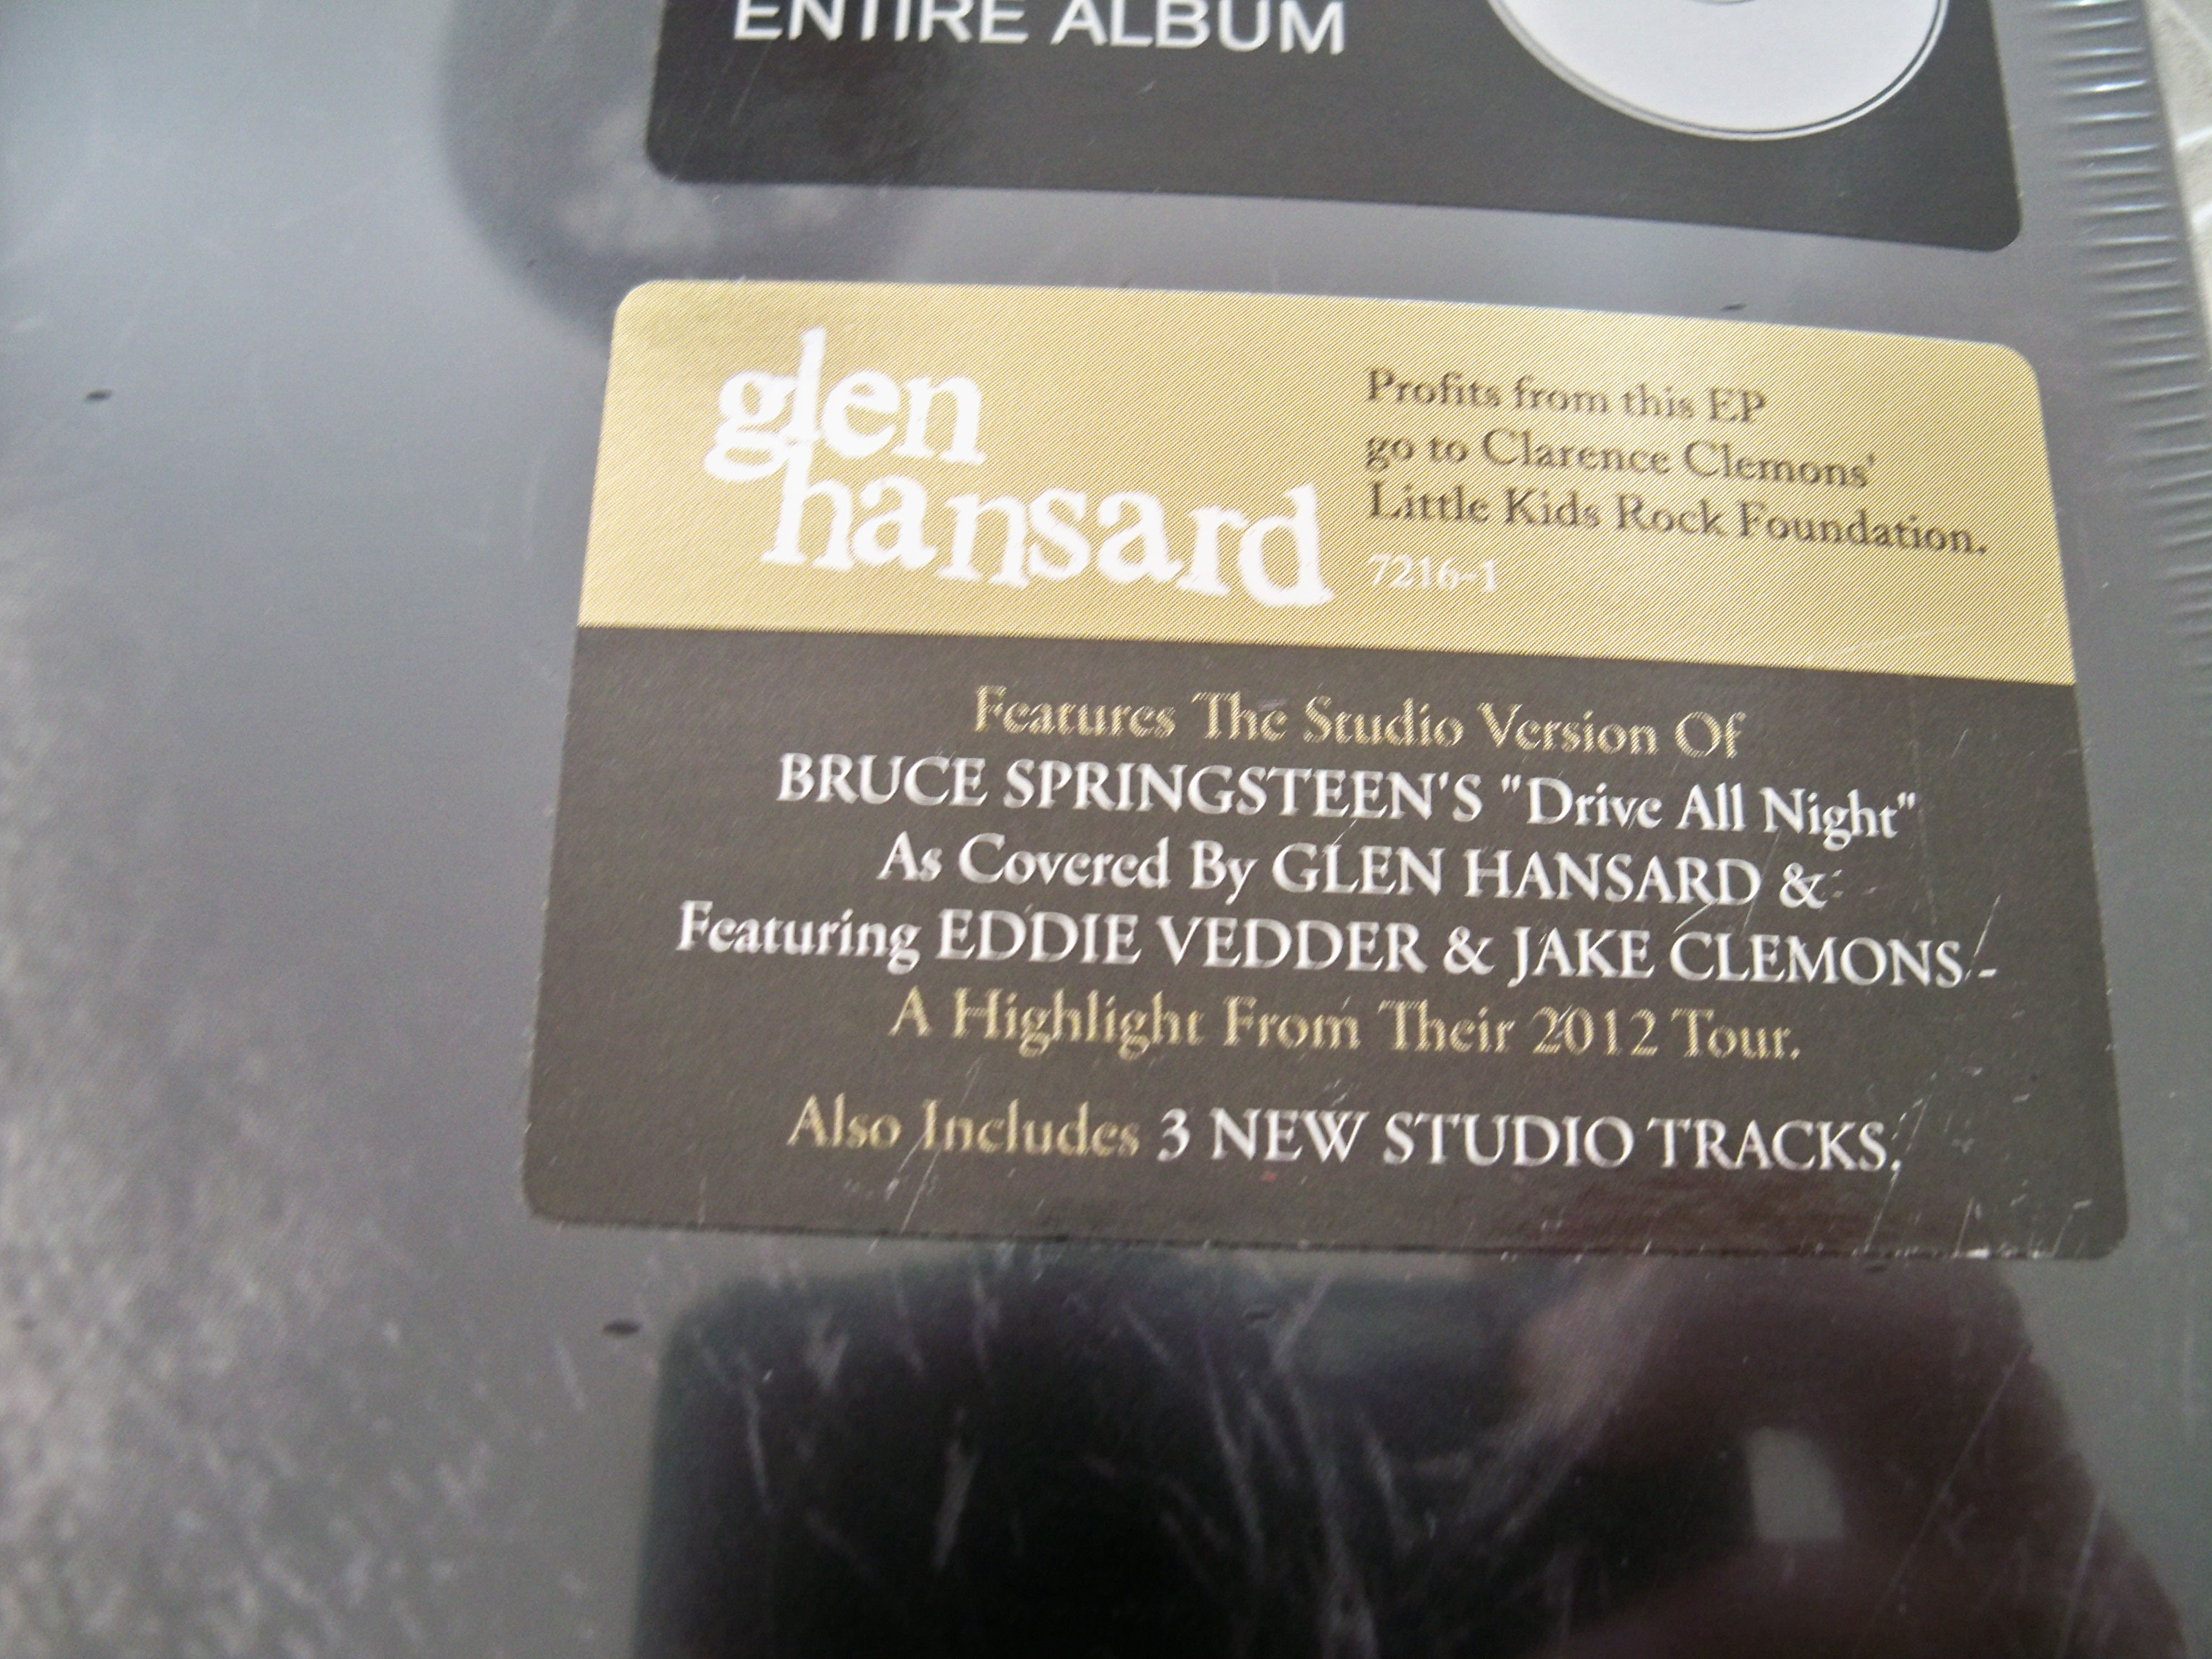 ENTIRE ALBUM
glen
hansard
Profits from this EP
go to Clarence Clemons'
Little Kids Rock Foundation.
7216-1
Features The Studio Version Of
BRUCE SPRINGSTEEN'S "Drive All Night"
As Covered By GLEN HANSARD &
Featuring EDDIE VEDDER & JAKE CLEMONS -
A Highlight From Their 2012 Tour.
Also Includes 3 NEW STUDIO TRACKS.